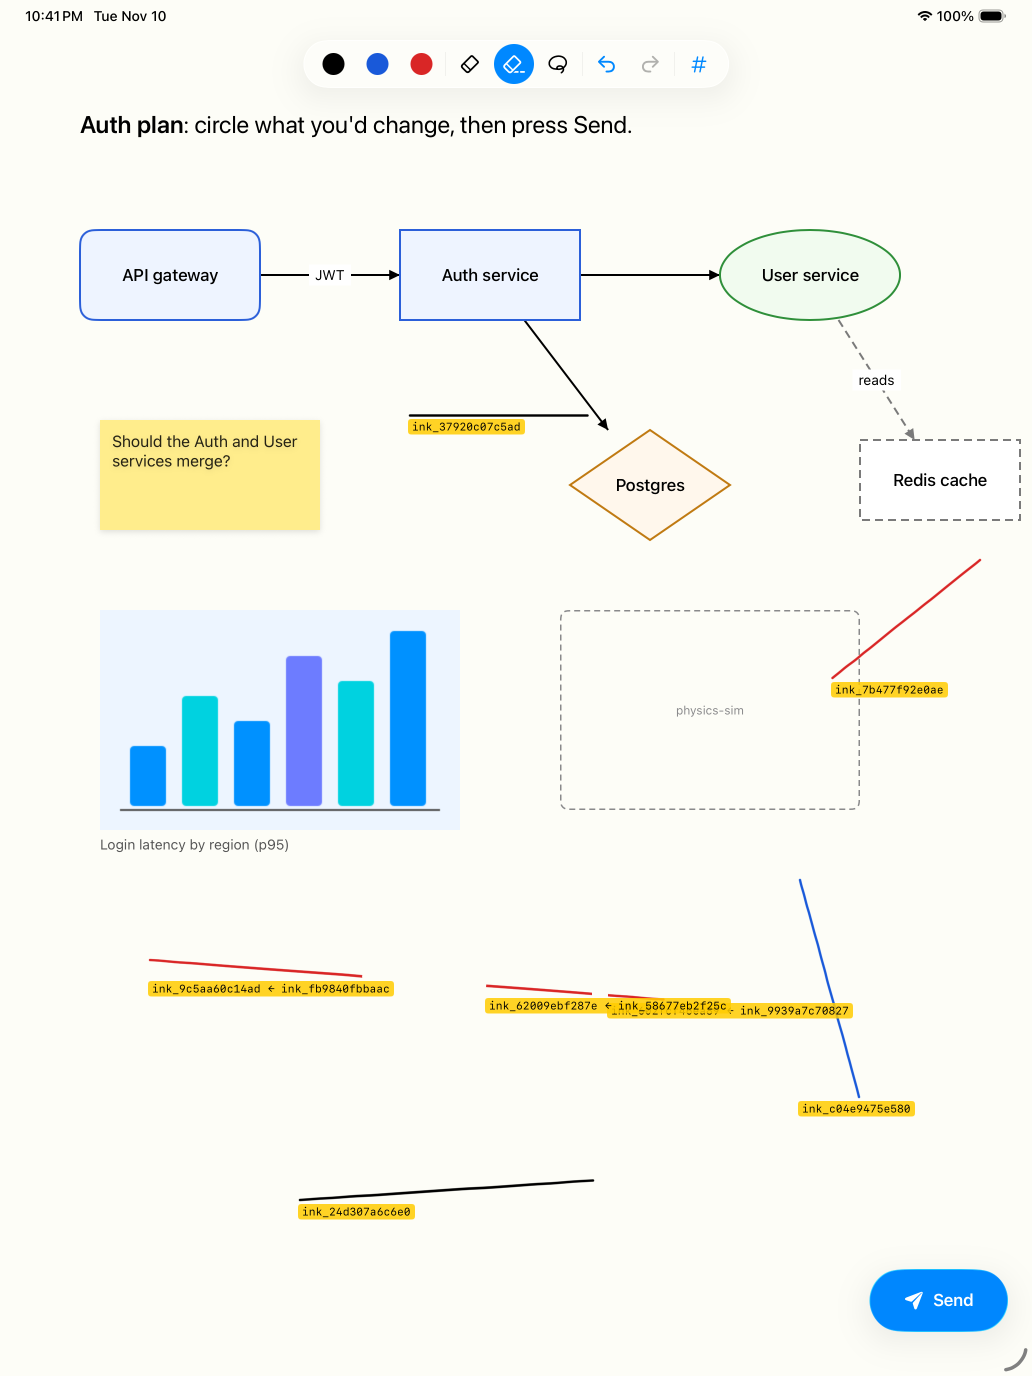 10:41 PM Tue Nov 10
100%
Auth plan: circle what you'd change, then press Send.
API gateway
JWT
Auth service
User service
reads
ink_37920c07c5ad
Should the Auth and User
services merge?
Postgres
Redis cache
ink_7b477f92e0ae
physics-sim
Login latency by region (p95)
ink_9c5aa60c14ad ← ink_fb9840fbbaac
ink_62009ebf287e ← ink_58677eb2f25c
← ink_9939a7c70827
ink_c04e9475e580
ink_24d307a6c6e0
Send